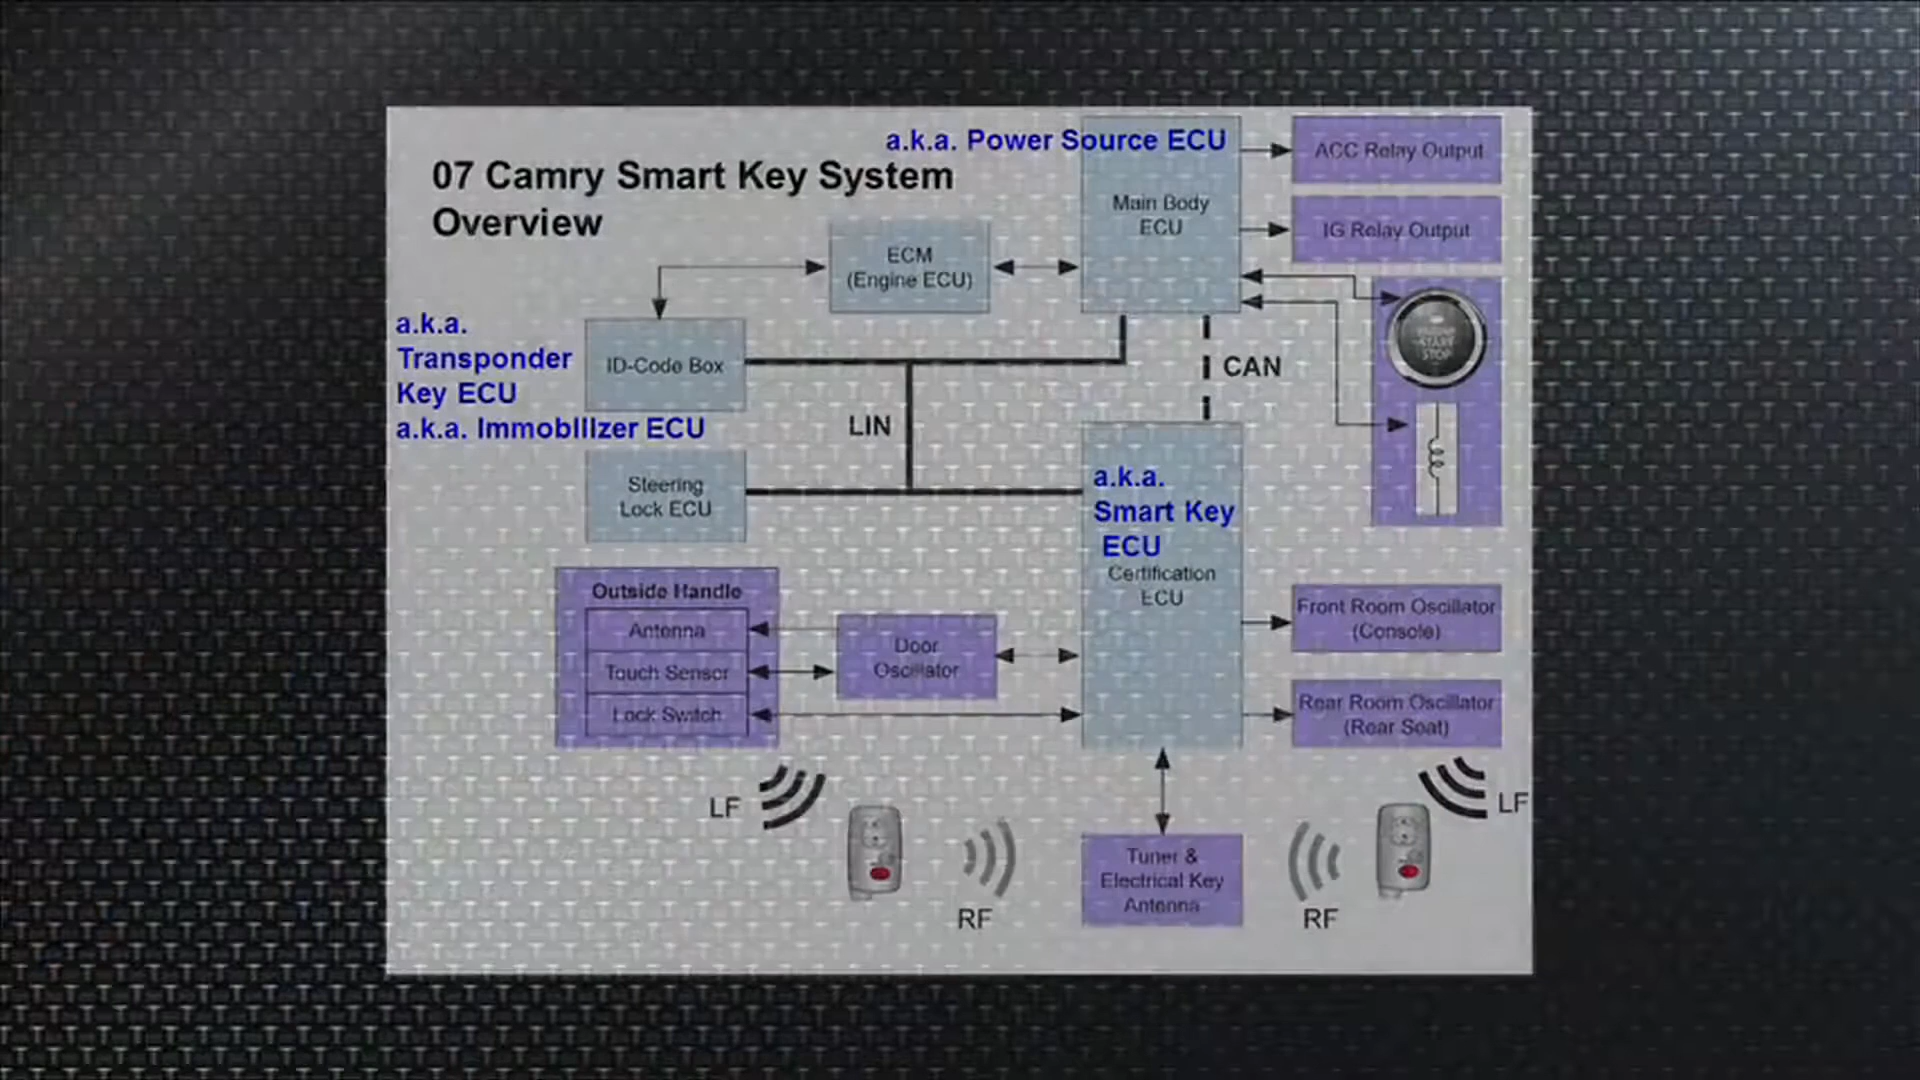 a.k.a. Power Source ECU
07 Camry Smart Key System
Overview
Main Body
ECU
ACC Relay Output
IG Relay Output
ECM
(Engine ECU)
START
STOP
a.k.a.
Transponder
Key ECU
a.k.a. Immobilizer ECU
ID-Code Box
LIN
CAN
Steering
Lock ECU
a.k.a.
Smart Key
ECU
Certification
ECU
Outside Handle
Antenna
Touch Sensor
Lock Switch
Door
Oscillator
Front Room Oscillator
(Console)
Rear Room Oscillator
(Rear Seat)
LF
RF
Tuner &
Electrical Key
Antenna
RF
LF